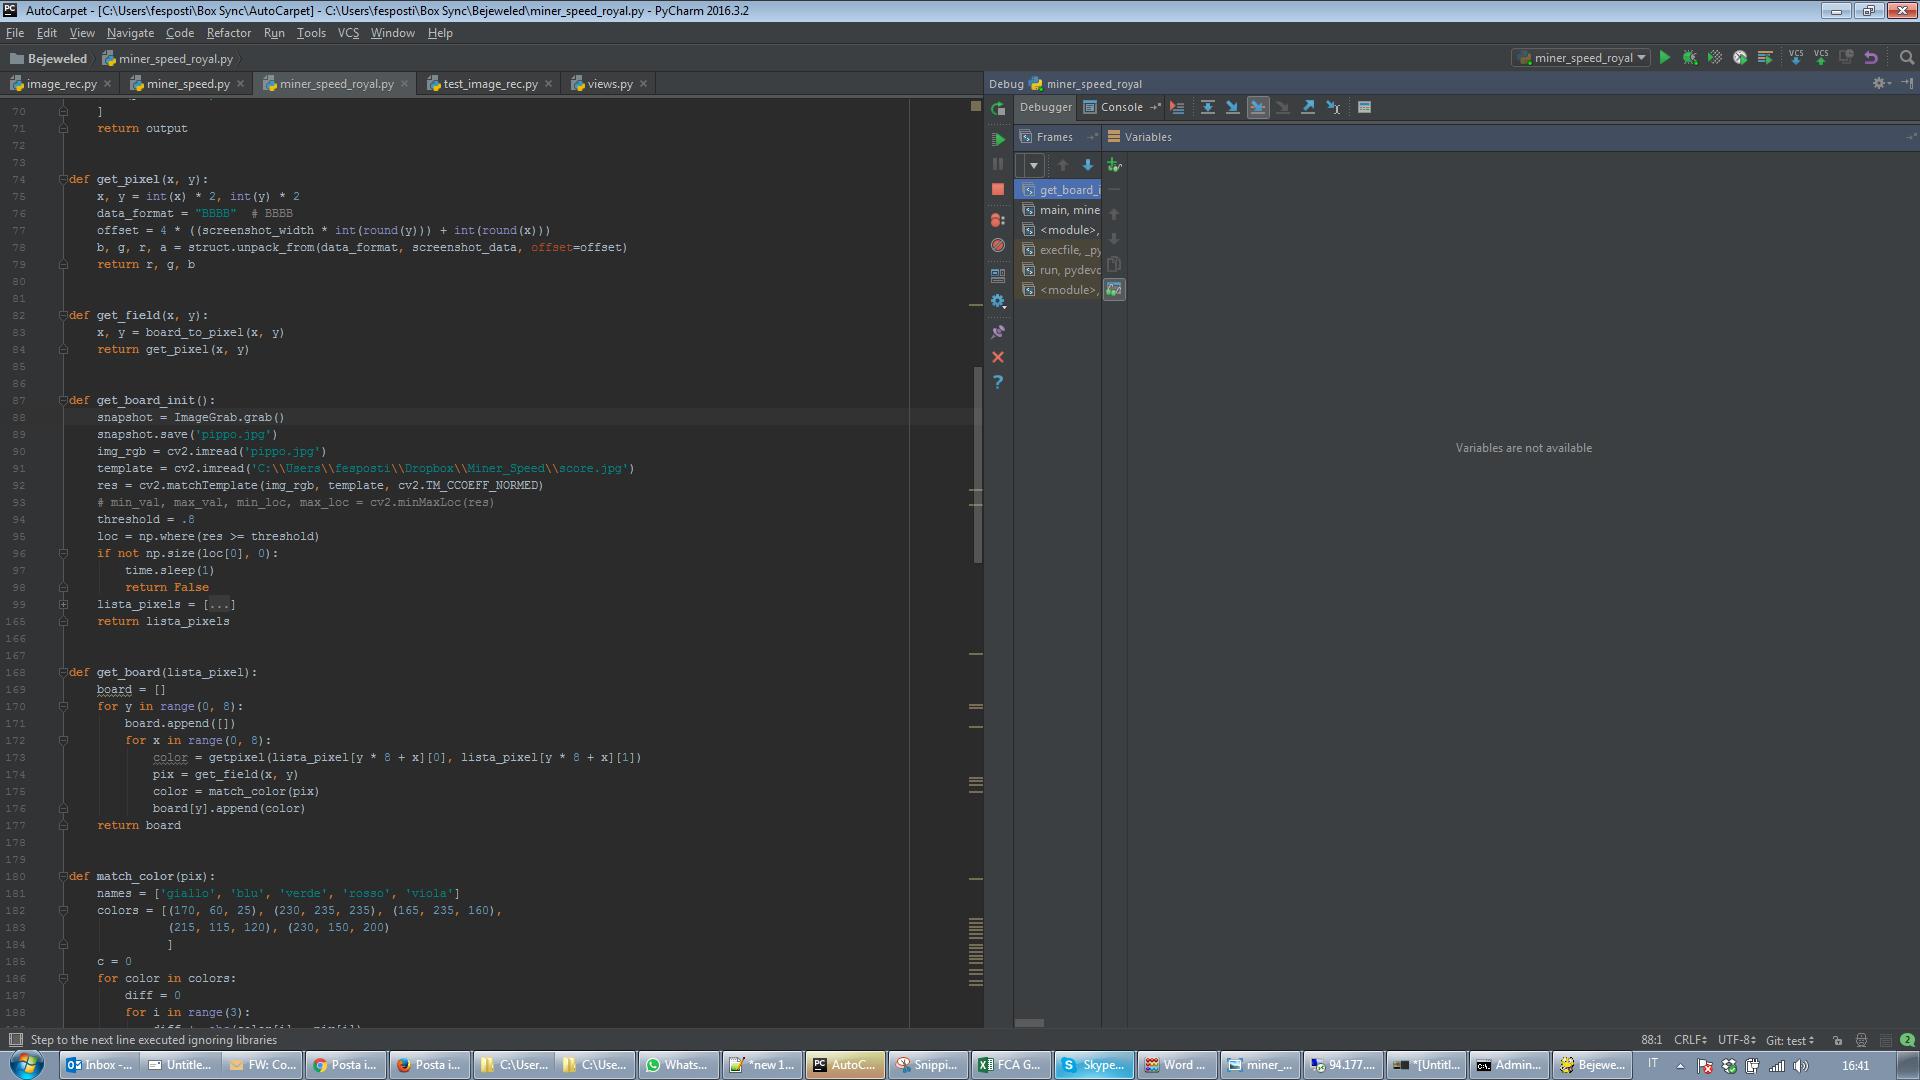 AutoCarpet - [C:\Users\fesposti\Box Sync\AutoCarpet] - C:\Users\fesposti\Box Sync\Bejeweled\miner_speed_royal.py - PyCharm 2016.3.2
File Edit View Navigate Code Refactor Run Tools VCS Window Help
Bejeweled miner_speed_royal.py
miner_speed_royal VCS VCS
image_rec.py miner_speed.py miner_speed_royal.py test_image_rec.py views.py
Debug miner_speed_royal
Debugger Console
Frames Variables
70 ]
71 return output
72
73
74 def get_pixel(x, y):
75 x, y = int(x) * 2, int(y) * 2
76 data_format = "BBBB" # BBBB
77 offset = 4 * ((screenshot_width * int(round(y))) + int(round(x)))
78 b, g, r, a = struct.unpack_from(data_format, screenshot_data, offset=offset)
79 return r, g, b
80
81
82 def get_field(x, y):
83 x, y = board_to_pixel(x, y)
84 return get_pixel(x, y)
85
86
87 def get_board_init():
88 snapshot = ImageGrab.grab()
89 snapshot.save('pippo.jpg')
90 img_rgb = cv2.imread('pippo.jpg')
91 template = cv2.imread('C:\\Users\\fesposti\\Dropbox\\Miner_Speed\\score.jpg')
92 res = cv2.matchTemplate(img_rgb, template, cv2.TM_CCOEFF_NORMED)
93 # min_val, max_val, min_loc, max_loc = cv2.minMaxLoc(res)
94 threshold = .8
95 loc = np.where(res >= threshold)
96 if not np.size(loc[0], 0):
97 time.sleep(1)
98 return False
99 lista_pixels = [...]
165 return lista_pixels
166
167
168 def get_board(lista_pixel):
169 board = []
170 for y in range(0, 8):
171 board.append([])
172 for x in range(0, 8):
173 color = getpixel(lista_pixel[y * 8 + x][0], lista_pixel[y * 8 + x][1])
174 pix = get_field(x, y)
175 color = match_color(pix)
176 board[y].append(color)
177 return board
178
179
180 def match_color(pix):
181 names = ['giallo', 'blu', 'verde', 'rosso', 'viola']
182 colors = [(170, 60, 25), (230, 235, 235), (165, 235, 160),
183 (215, 115, 120), (230, 150, 200)
184 ]
185 c = 0
186 for color in colors:
187 diff = 0
188 for i in range(3):
get_board_i
main, mine
<module>,
execfile, _py
run, pydevd
<module>,
Variables are not available
Step to the next line executed ignoring libraries
88:1 CRLF UTF-8 Git: test 2
Inbox -... Untitle... FW: Co... Posta i... Posta i... C:\User... C:\Use... Whats... *new 1... AutoC... Snippi... FCA G... Skype... Word ... miner_... 94.177.... *[Untitl... Admin... Bejewe... IT 16:41